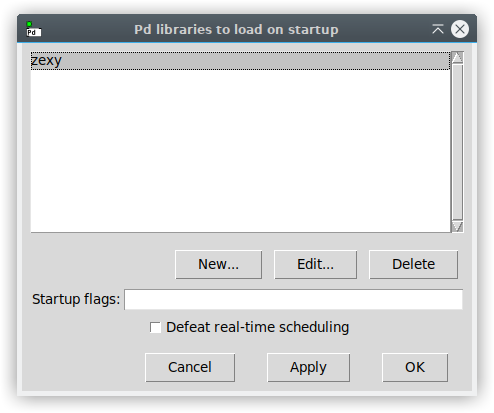 Pd
Pd libraries to load on startup
zexy
New... Edit... Delete
Startup flags:
Defeat real-time scheduling
Cancel Apply OK